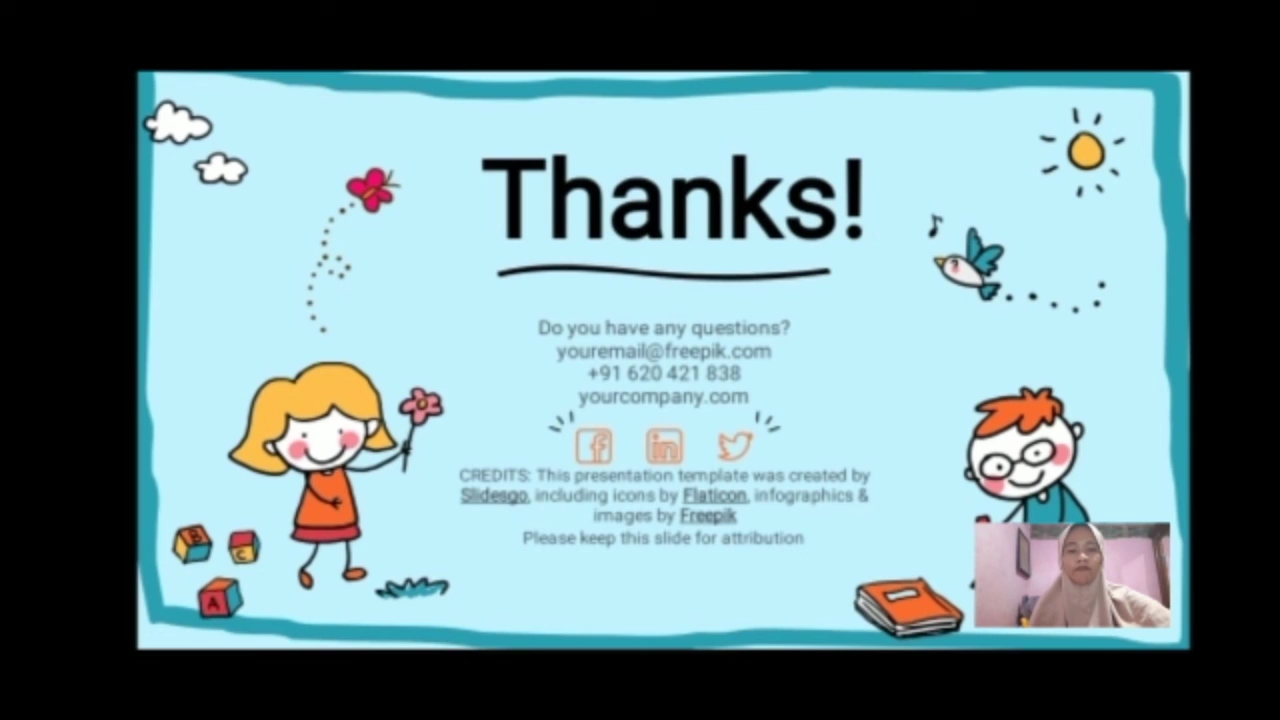 Thanks!
Do you have any questions?
youremail@freepik.com
+91 620 421 838
yourcompany.com
CREDITS: This presentation template was created by
Slidesgo, including icons by Flaticon, infographics &
images by Freepik
Please keep this slide for attribution
B
C
A